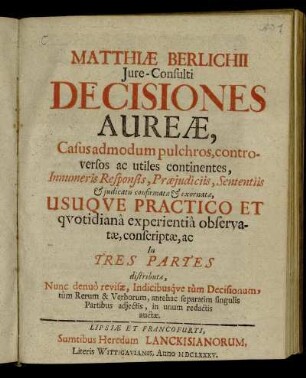 MATTHIÆ BERLICHII
Jure-Consulti
DECISIONES
AUREÆ,
Casus admodum pulchros, contro-
versos ac utiles continentes,
Innumeris Responsis, Præjudiciis, Sententiis
& judicatis confirmatæ & exornatæ,
USUQVE PRACTICO ET
qvotidianâ experientiâ observa-
tæ, conscriptæ, ac
In
TRES PARTES
distributæ,
Nunc denuò revisæ, Indicibusqve tùm Decisionum,
tùm Rerum & Verborum, antehac separatim singulis
Partibus adjectis, in unum reductis
auctæ.
LIPSIÆ ET FRANCOFURTI,
Sumtibus Heredum LANCKISIANORUM,
Literis WITTIGAVIANIS, ANNO MDCLXXXV.